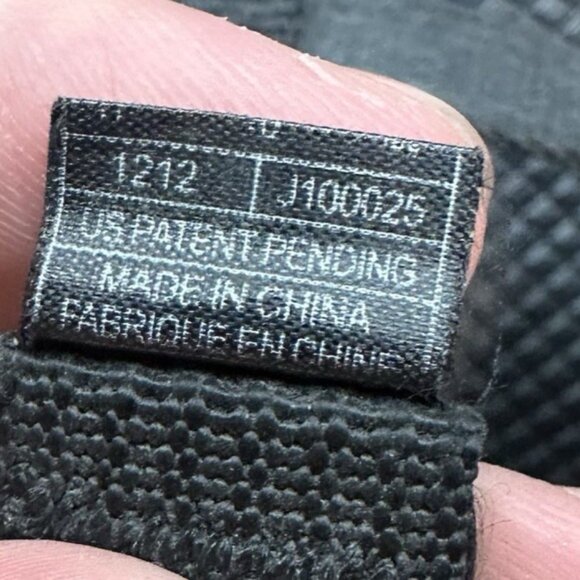 1212 J100025
US PATENT PENDING
MADE IN CHINA
FABRIQUE EN CHINE